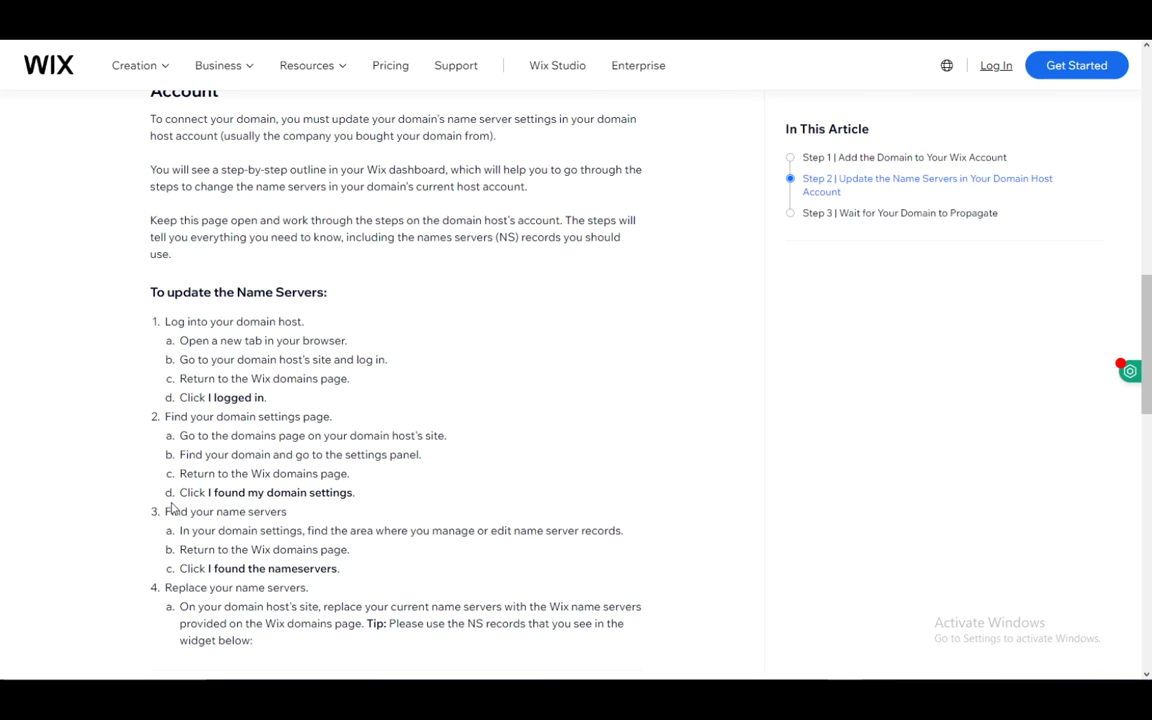 WIX
Creation
Business
Resources
Pricing
Support
Wix Studio
Enterprise
Log In
Get Started
Account
To connect your domain, you must update your domain's name server settings in your domain
host account (usually the company you bought your domain from).
You will see a step-by-step outline in your Wix dashboard, which will help you to go through the
steps to change the name servers in your domain's current host account.
Keep this page open and work through the steps on the domain host's account. The steps will
tell you everything you need to know, including the names servers (NS) records you should
use.
To update the Name Servers:
1. Log into your domain host.
a. Open a new tab in your browser.
b. Go to your domain host's site and log in.
c. Return to the Wix domains page.
d. Click I logged in.
2. Find your domain settings page.
a. Go to the domains page on your domain host's site.
b. Find your domain and go to the settings panel.
c. Return to the Wix domains page.
d. Click I found my domain settings.
3. Find your name servers
a. In your domain settings, find the area where you manage or edit name server records.
b. Return to the Wix domains page.
c. Click I found the nameservers.
4. Replace your name servers.
a. On your domain host's site, replace your current name servers with the Wix name servers
provided on the Wix domains page. Tip: Please use the NS records that you see in the
widget below:
In This Article
Step 1 | Add the Domain to Your Wix Account
Step 2 | Update the Name Servers in Your Domain Host
Account
Step 3 | Wait for Your Domain to Propagate
Activate Windows
Go to Settings to activate Windows.